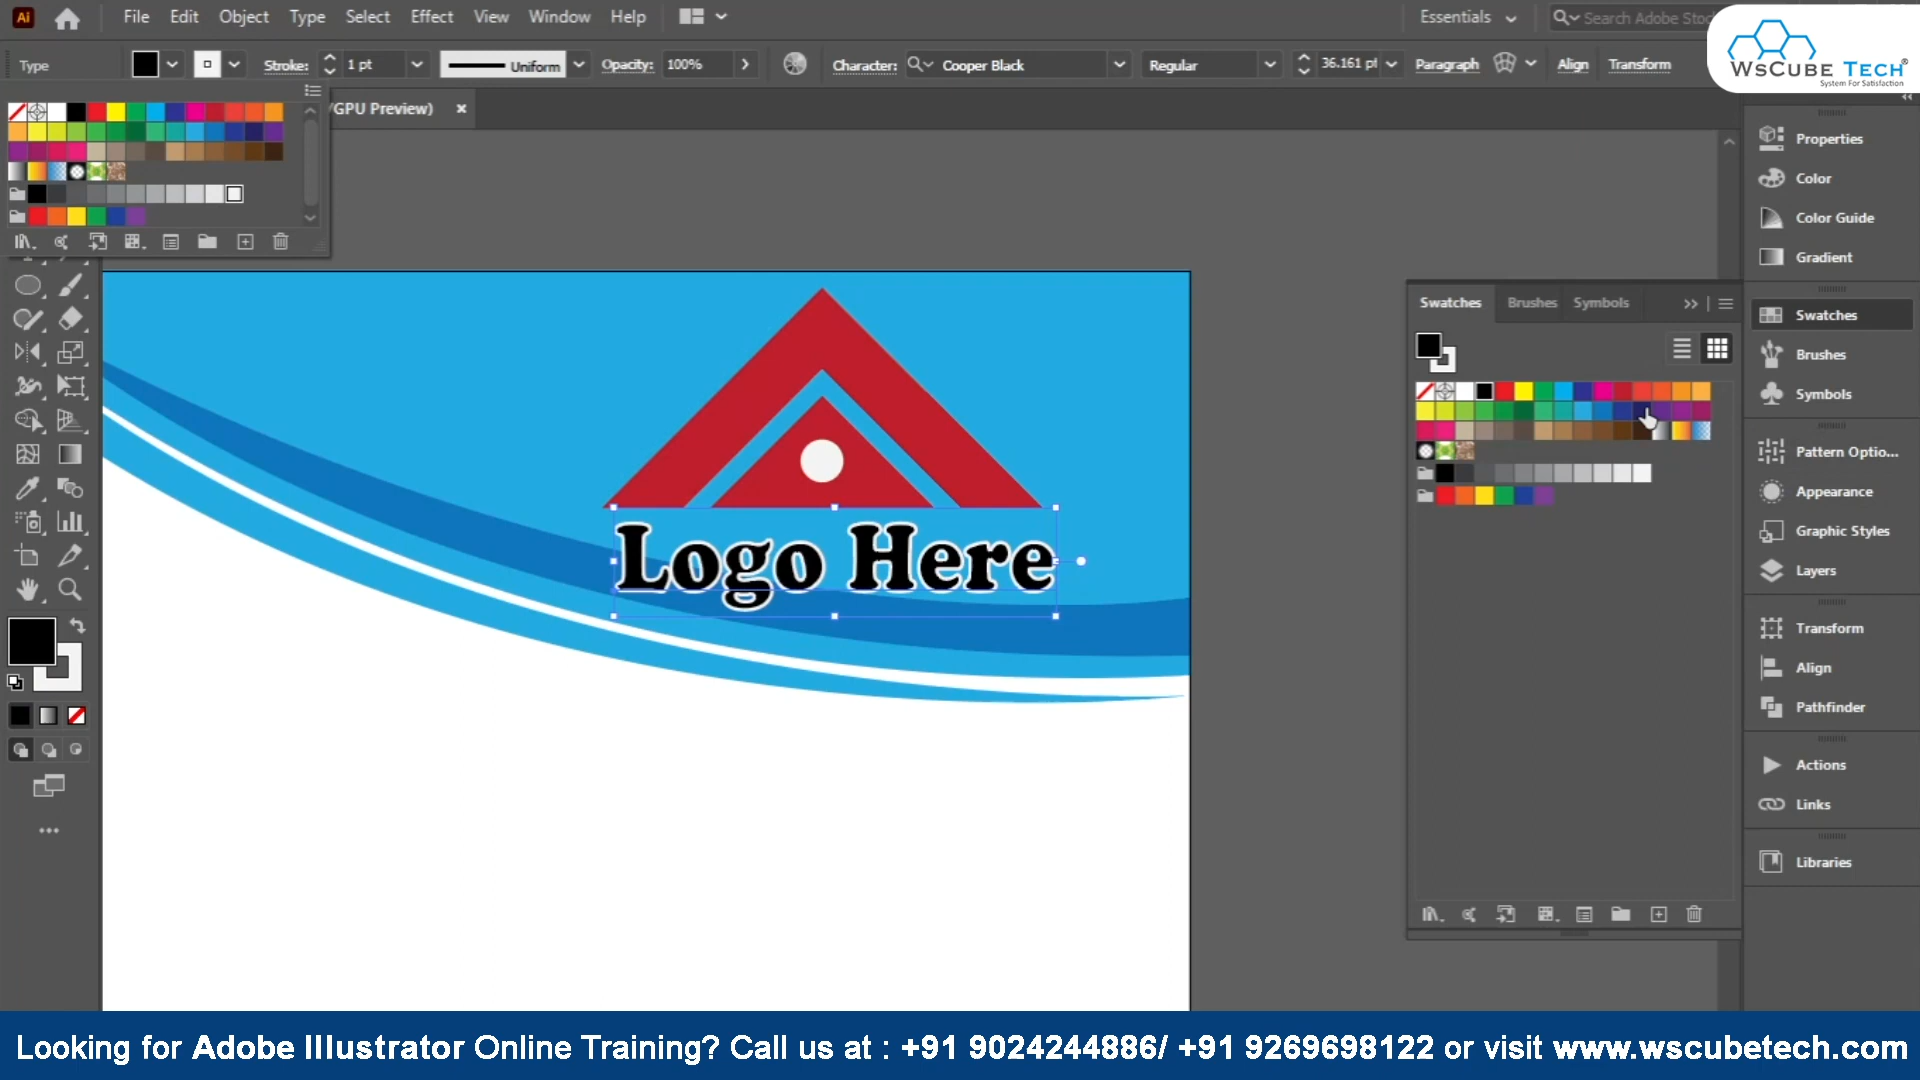 Ai File Edit Object Type Select Effect View Window Help Essentials Search Adobe Stoc
WsCube Tech®
System For Satisfaction
Type Stroke: 1 pt Uniform Opacity: 100% Character: Cooper Black Regular 36.161 pt Paragraph Align Transform
/GPU Preview)
Properties
Color
Color Guide
Gradient
Swatches Brushes Symbols
Swatches
Brushes
Symbols
Pattern Optio...
Appearance
Graphic Styles
Layers
Transform
Align
Pathfinder
Actions
Links
Libraries
Logo Here
Looking for Adobe Illustrator Online Training? Call us at : +91 9024244886/ +91 9269698122 or visit www.wscubetech.com